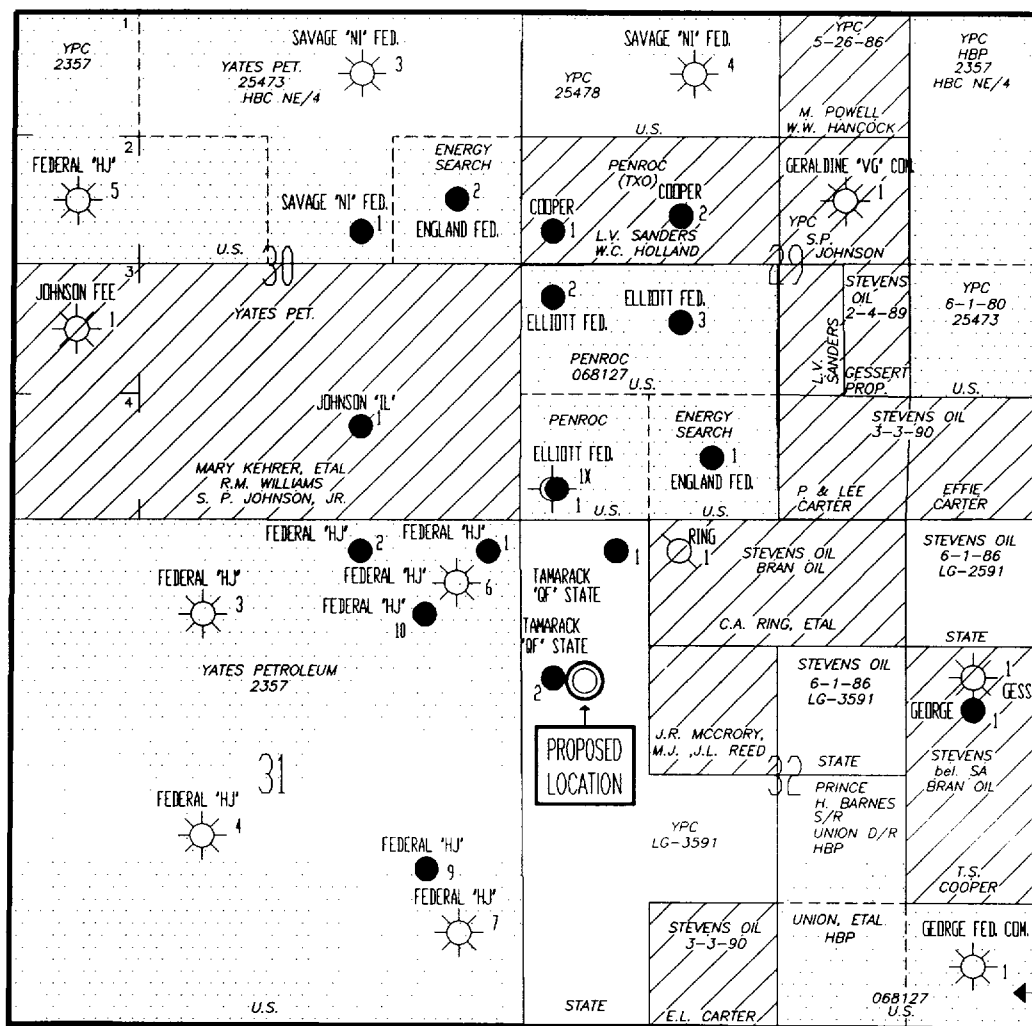 1
YPC
2357
YATES PET.
25473
HBC NE/4
SAVAGE "NI" FED.
3
YPC
25478
SAVAGE "NI" FED.
4
U.S.
YPC
5-26-86
M. POWELL
W.W. HANCOCK
YPC
HBP
2357
HBC NE/4
2
FEDERAL "HJ"
5
SAVAGE "NI" FED.
1
ENERGY
SEARCH
2
ENGLAND FED.
U.S.
30
PENROC
(TXO)
COOPER
1
COOPER
2
L.V. SANDERS
W.C. HOLLAND
GERALDINE "VG" COM.
1
YPC
S.P.
JOHNSON
29
3
JOHNSON FEE
1
YATES PET.
4
JOHNSON "IL"
1
MARY KEHRER, ETAL
R.M. WILLIAMS
S. P. JOHNSON, JR.
2
ELLIOTT FED.
ELLIOTT FED.
3
PENROC
068127
U.S.
L.V.
SANDERS
STEVENS
OIL
2-4-89
GESSERT
PROP.
YPC
6-1-80
25473
U.S.
PENROC
ELLIOTT FED.
1X
1
U.S.
ENERGY
SEARCH
1
ENGLAND FED.
U.S.
STEVENS OIL
3-3-90
P. & LEE
CARTER
EFFIE
CARTER
FEDERAL "HJ"
2
FEDERAL "HJ"
1
FEDERAL "HJ"
6
FEDERAL "HJ"
3
FEDERAL "HJ"
10
YATES PETROLEUM
2357
31
FEDERAL "HJ"
4
FEDERAL "HJ"
9
FEDERAL "HJ"
7
U.S.
1
TAMARACK
"QF" STATE
TAMARACK
"QF" STATE
2
PROPOSED
LOCATION
RING
1
STEVENS OIL
BRAN OIL
C.A. RING, ETAL
STEVENS OIL
6-1-86
LG-2591
STATE
J.R. MCCRORY,
M.J. ,J.L. REED
STEVENS OIL
6-1-86
LG-3591
STATE
32
1
GESS
GEORGE
1
STEVENS
bel. SA
BRAN OIL
T.S.
COOPER
YPC
LG-3591
PRINCE
H. BARNES
S/R
UNION D/R
HBP
STATE
STEVENS OIL
3-3-90
E.L. CARTER
UNION, ETAL
HBP
GEORGE FED. COM.
1
068127
U.S.